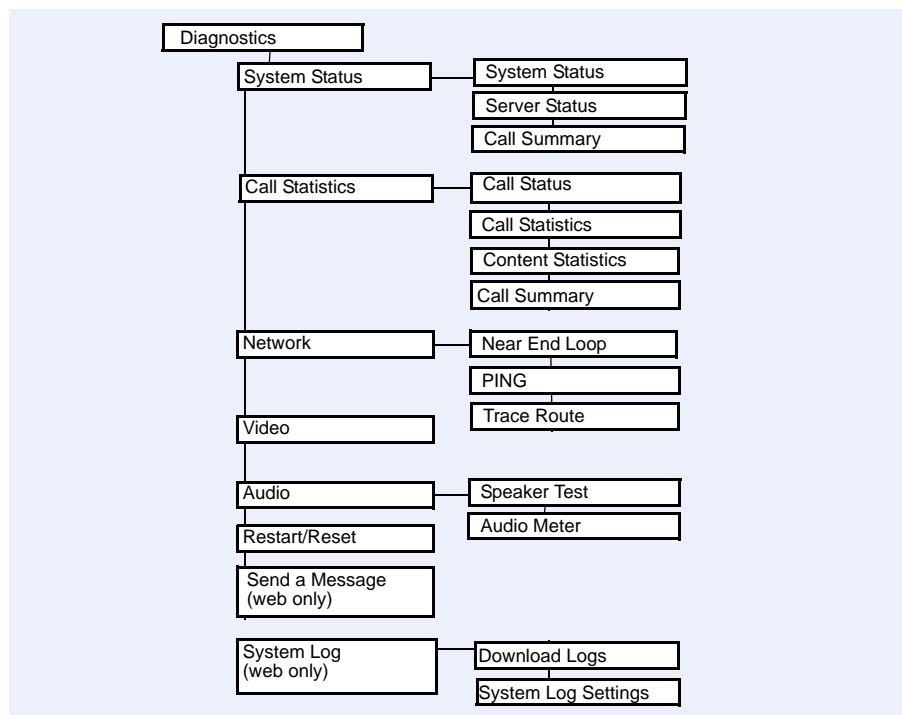 Diagnostics
System Status
System Status
Server Status
Call Summary
Call Statistics
Call Status
Call Statistics
Content Statistics
Call Summary
Network
Near End Loop
PING
Trace Route
Video
Audio
Speaker Test
Audio Meter
Restart/Reset
Send a Message
(web only)
System Log
(web only)
Download Logs
System Log Settings